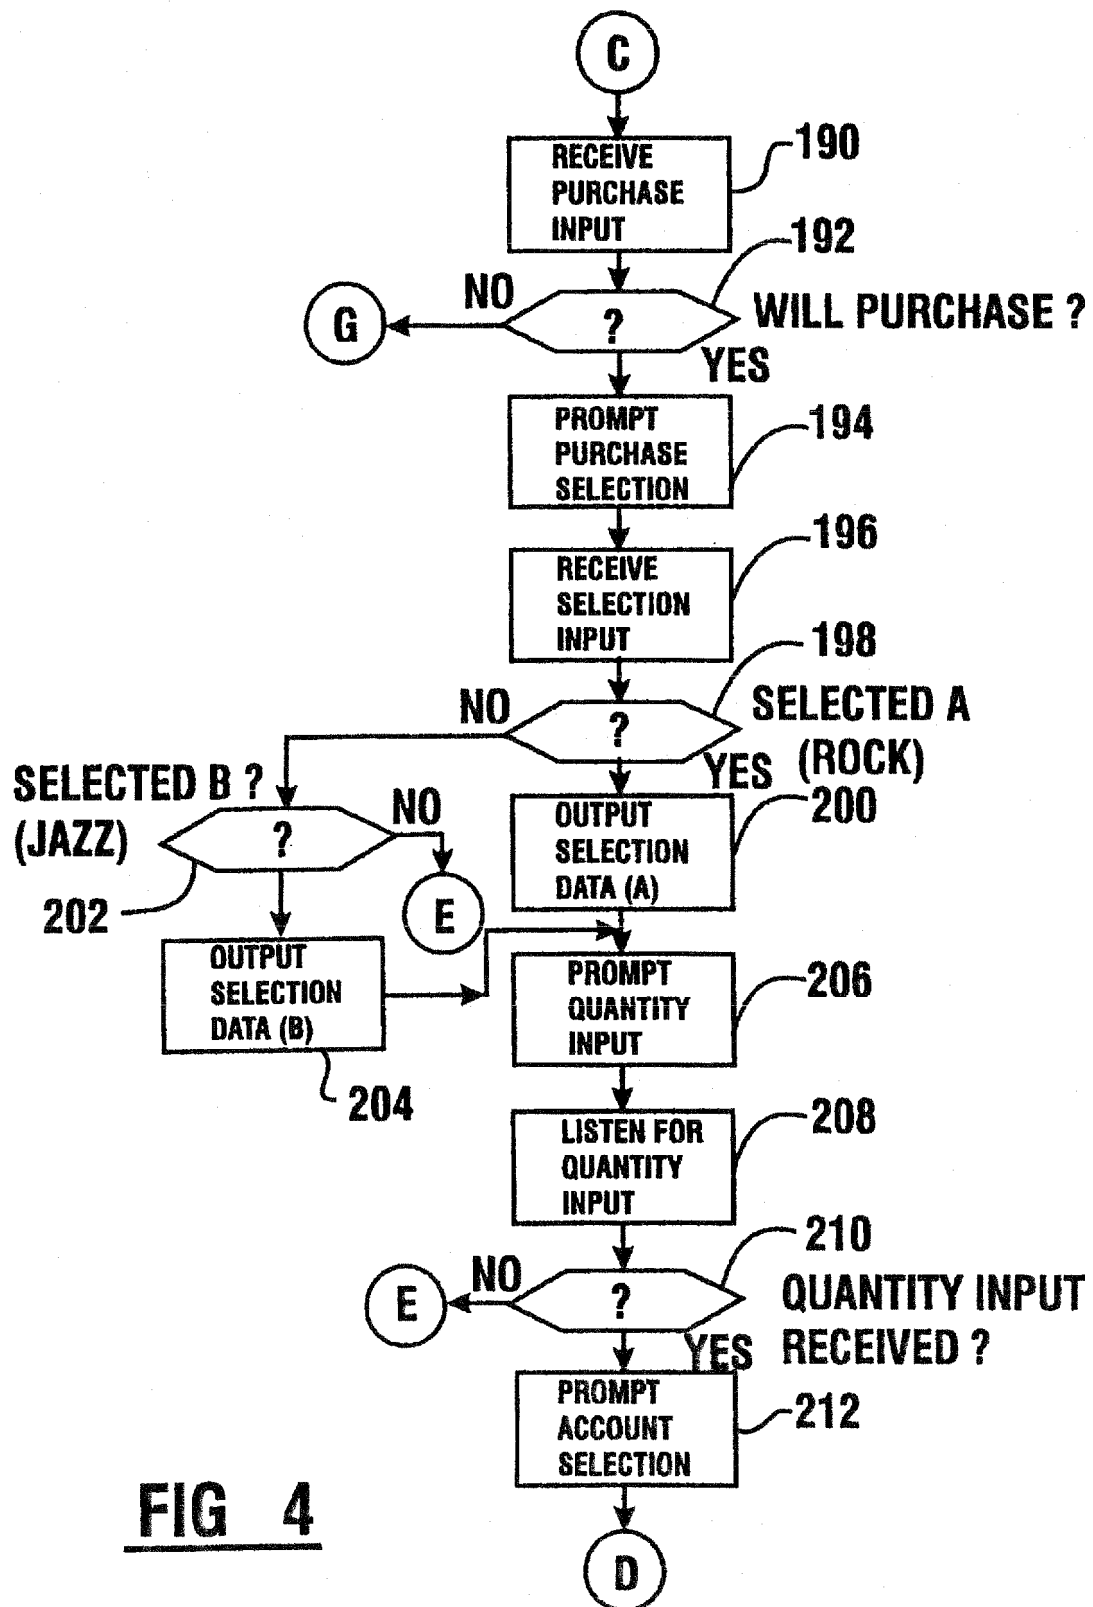 C
RECEIVE
PURCHASE
INPUT
190
192
NO
G
?
WILL PURCHASE ?
YES
PROMPT
PURCHASE
SELECTION
194
RECEIVE
SELECTION
INPUT
196
198
NO
?
SELECTED A
(ROCK)
YES
SELECTED B ?
(JAZZ)
?
NO
202
E
OUTPUT
SELECTION
DATA (A)
200
OUTPUT
SELECTION
DATA (B)
204
PROMPT
QUANTITY
INPUT
206
LISTEN FOR
QUANTITY
INPUT
208
210
E
NO
?
QUANTITY INPUT
RECEIVED ?
YES
PROMPT
ACCOUNT
SELECTION
212
D
FIG 4